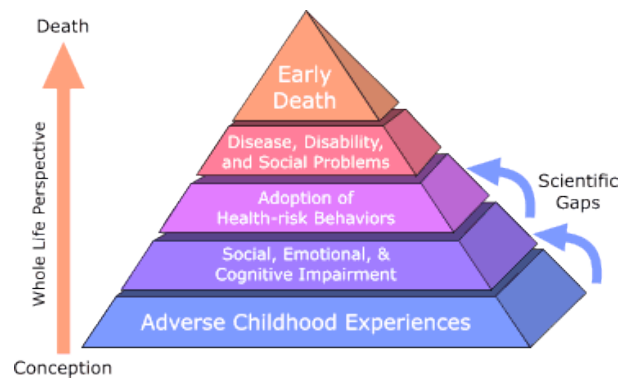 Death
Early
Death
Disease, Disability,
and Social Problems
Adoption of
Health-risk Behaviors
Social, Emotional, &
Cognitive Impairment
Adverse Childhood Experiences
Scientific
Gaps
Whole Life Perspective
Conception